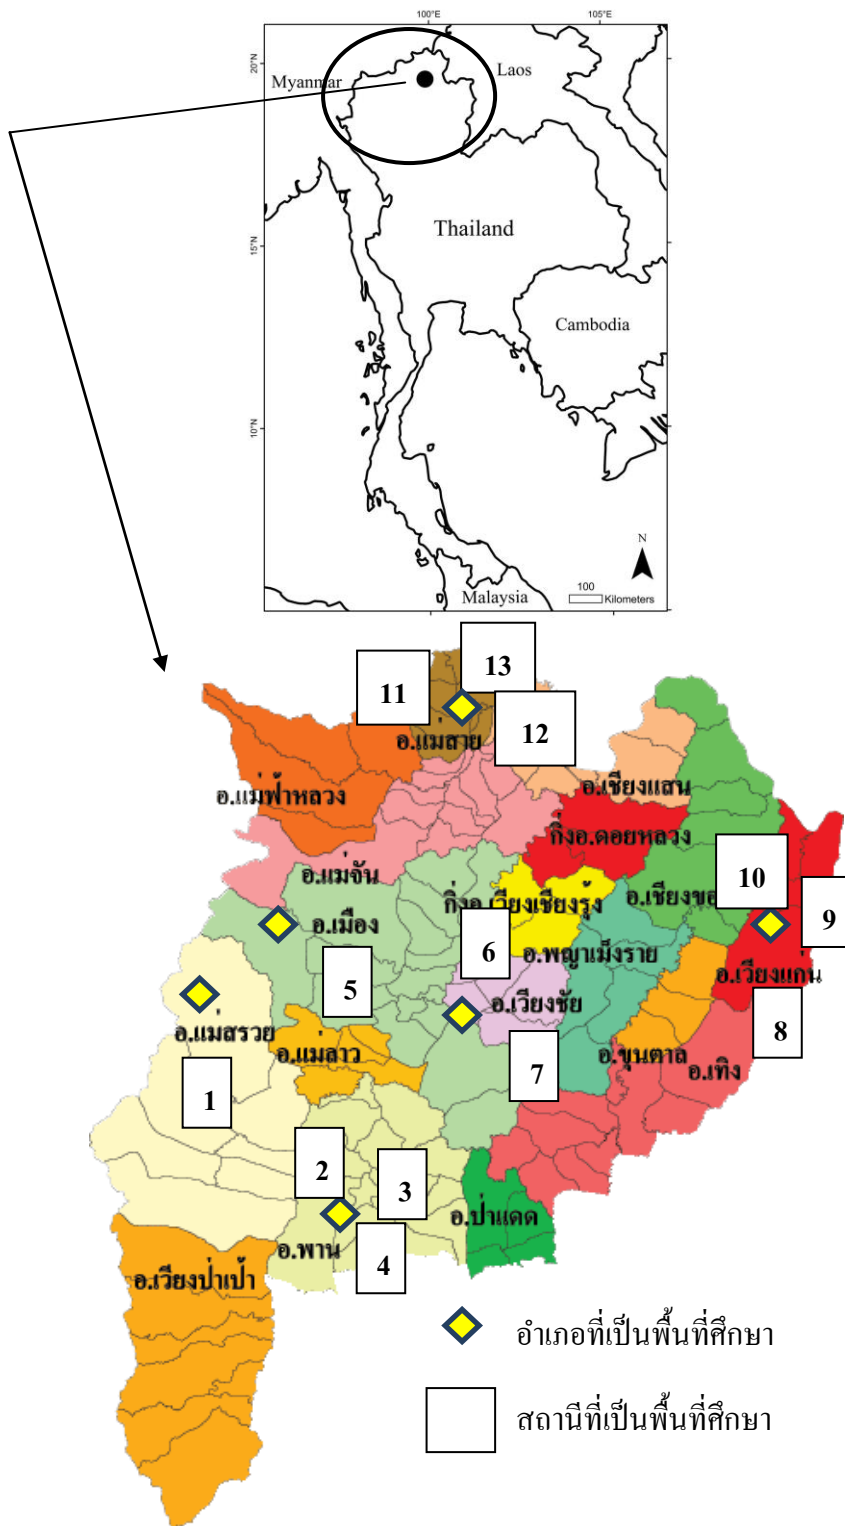 100°E 105°E
20°N
Myanmar Laos
15°N
Thailand
Cambodia
10°N
N
100
Kilometers
Malaysia
13
11
12
อ.แม่สาย
อ.เชียงแสน
อ.แม่ฟ้าหลวง
กิ่งอ.ดอยหลวง
10
อ.แม่จัน
กิ่งอ.เวียงเชียงรุ้ง อ.เชียงขอ
9
อ.เมือง
6
อ.พญาเม็งราย
5
อ.เวียงแก่น
อ.เวียงชัย
8
อ.แม่สรวย
อ.แม่ลาว
อ.ขุนตาล
7
อ.เทิง
1
2
3
อ.ป่าแดด
อ.พาน
4
อ.เวียงป่าเป้า
อำเภอที่เป็นพื้นที่ศึกษา
สถานีที่เป็นพื้นที่ศึกษา